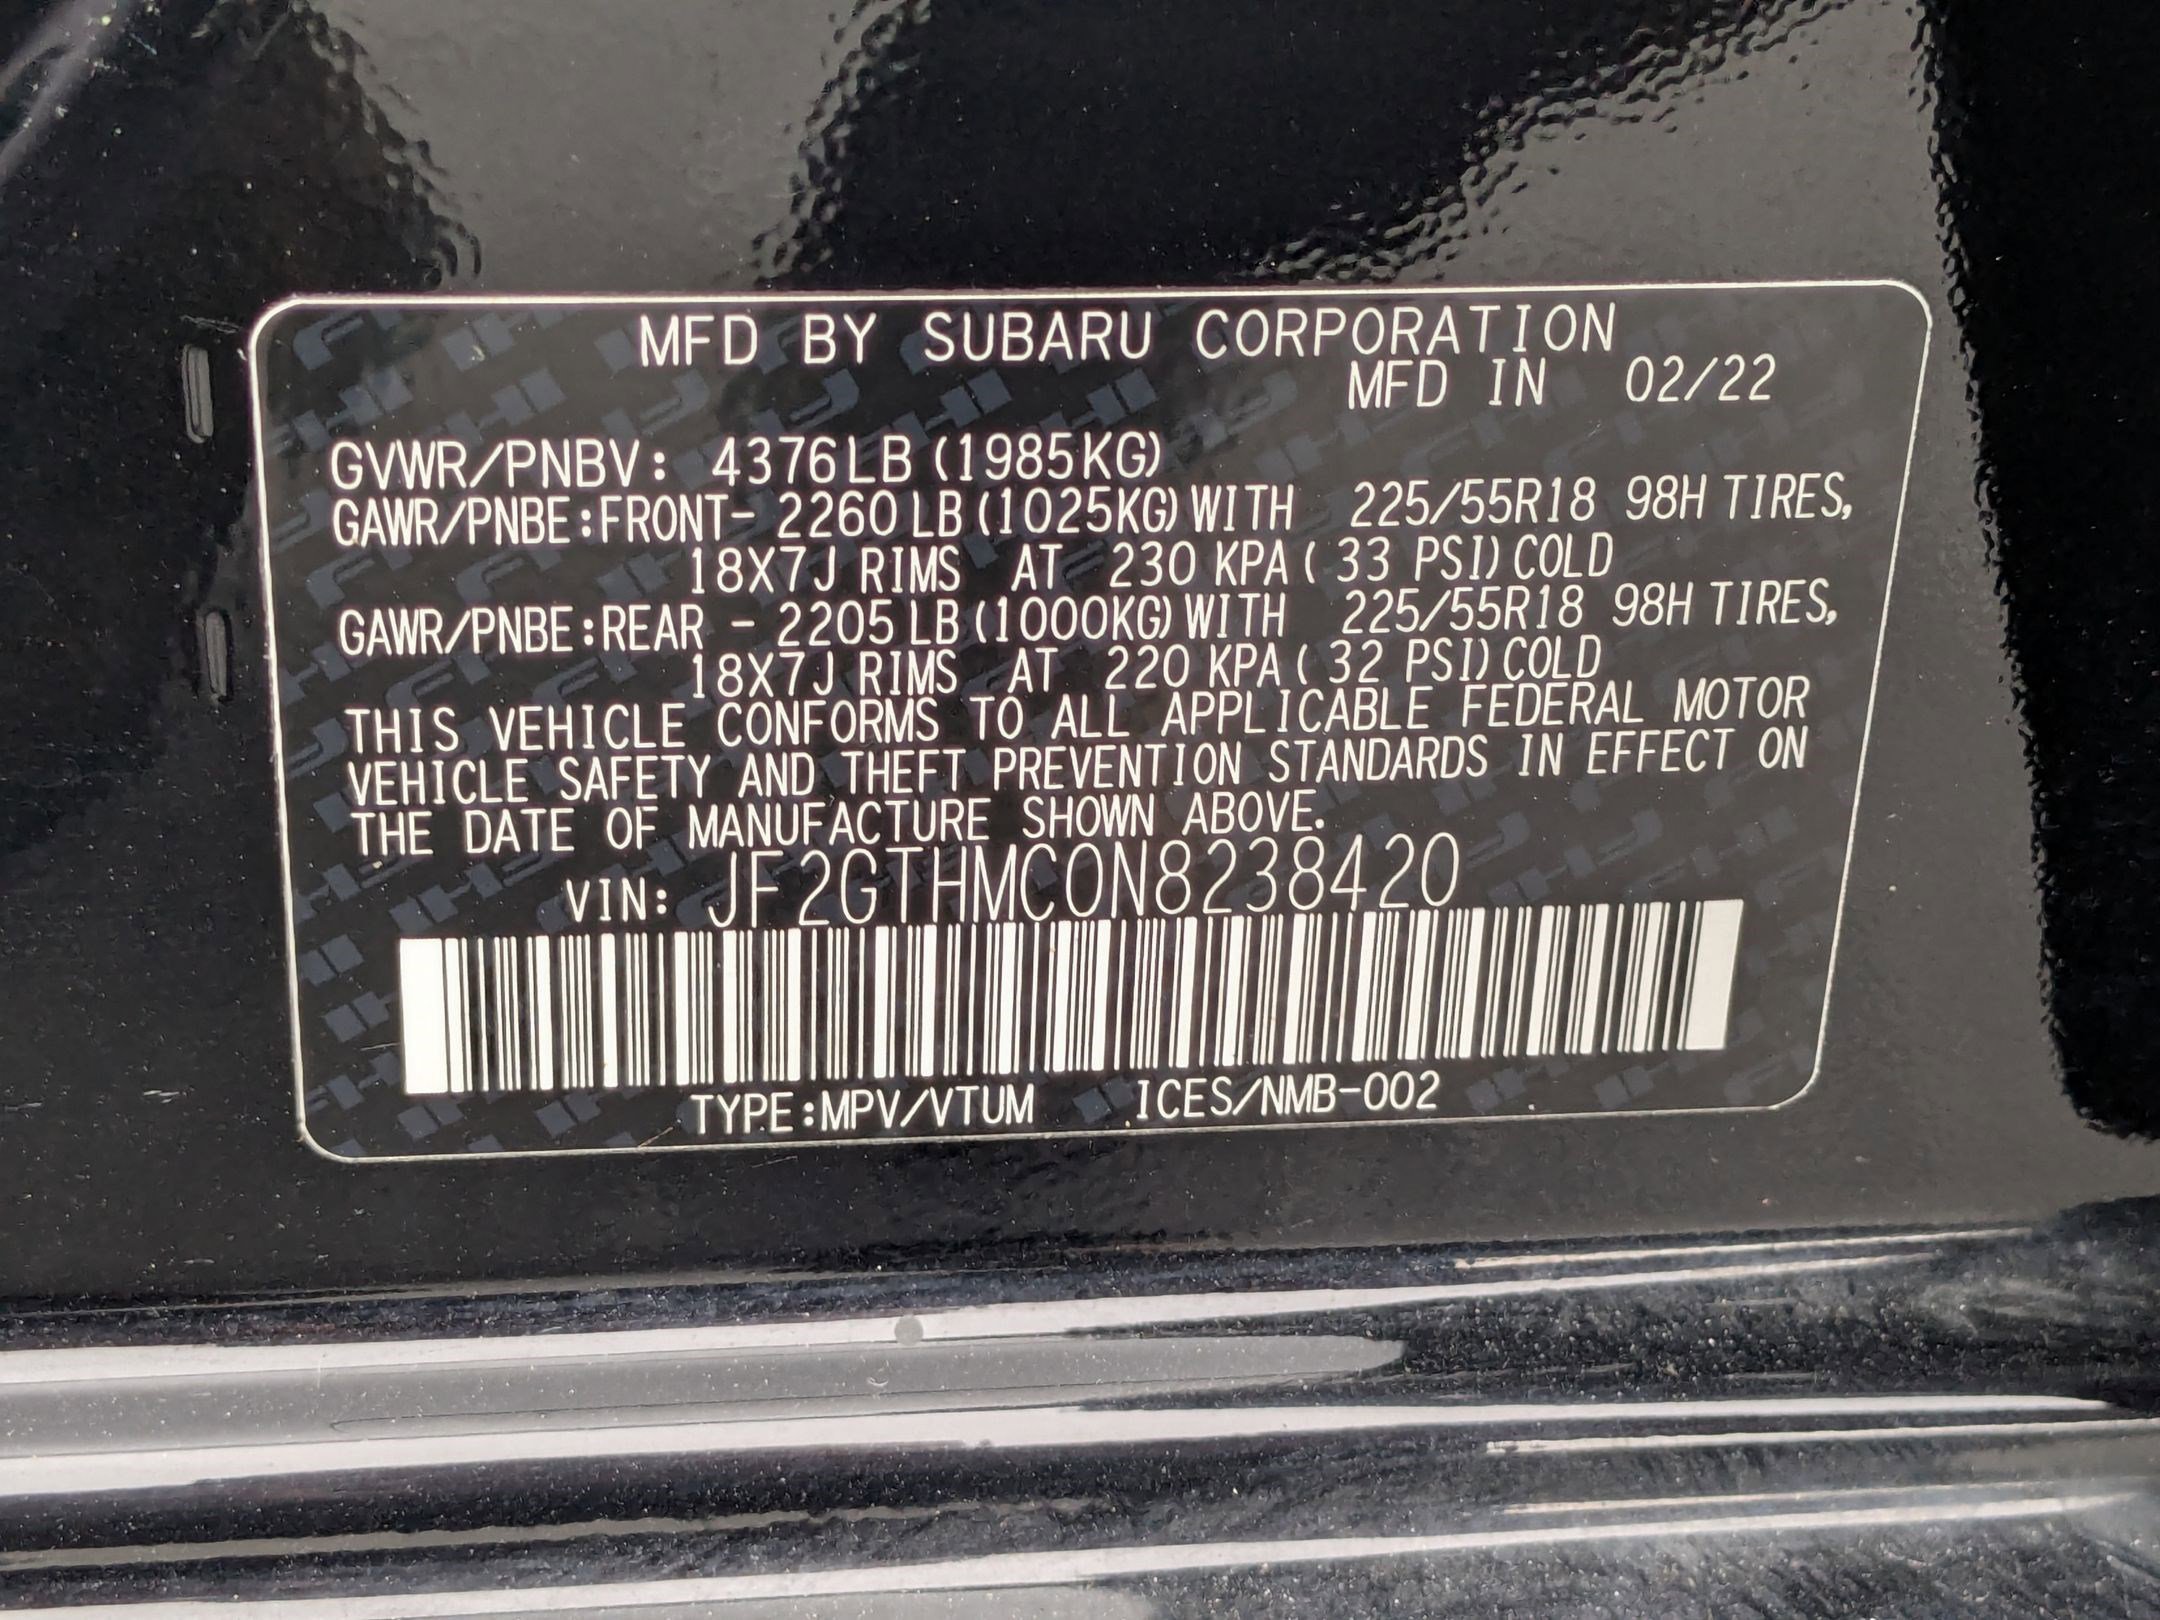 MFD BY SUBARU CORPORATION
MFD IN 02/22
GVWR/PNBV: 4376LB (1985KG)
GAWR/PNBE:FRONT- 2260LB (1025KG) WITH 225/55R18 98H TIRES,
18X7J RIMS AT 230 KPA ( 33 PSI) COLD
GAWR/PNBE:REAR - 2205LB (1000KG) WITH 225/55R18 98H TIRES,
18X7J RIMS AT 220 KPA ( 32 PSI) COLD
THIS VEHICLE CONFORMS TO ALL APPLICABLE FEDERAL MOTOR
VEHICLE SAFETY AND THEFT PREVENTION STANDARDS IN EFFECT ON
THE DATE OF MANUFACTURE SHOWN ABOVE.
VIN: JF2GTHMC0N8238420
TYPE:MPV/VTUM ICES/NMB-002